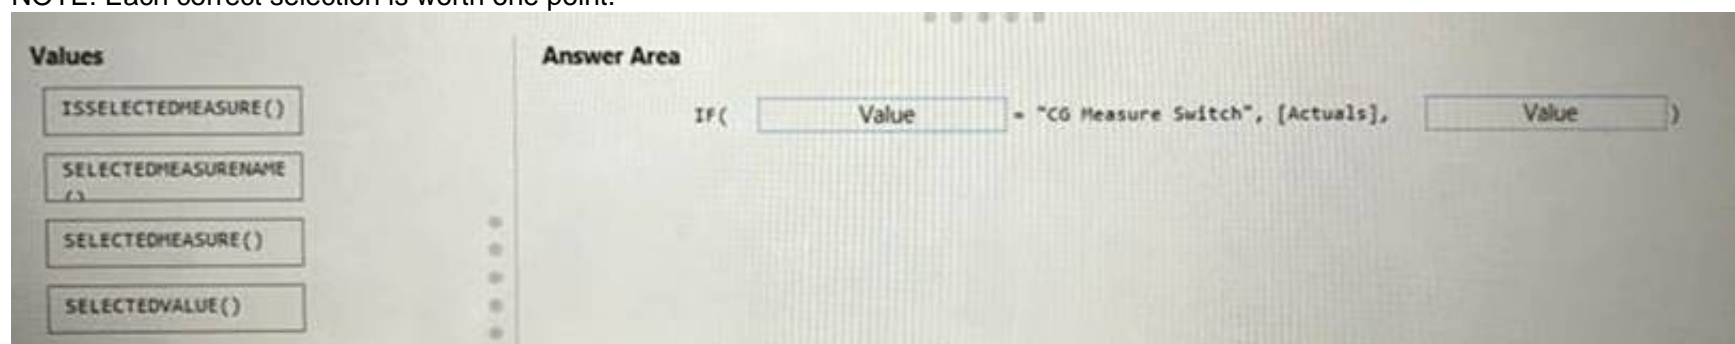 NOTE: Each correct selection is worth one point.
Values
Answer Area
ISSELECTEDMEASURE()
IF( Value = "CG Measure Switch", [Actuals], Value )
SELECTEDMEASURENAME
()
SELECTEDMEASURE()
SELECTEDVALUE()